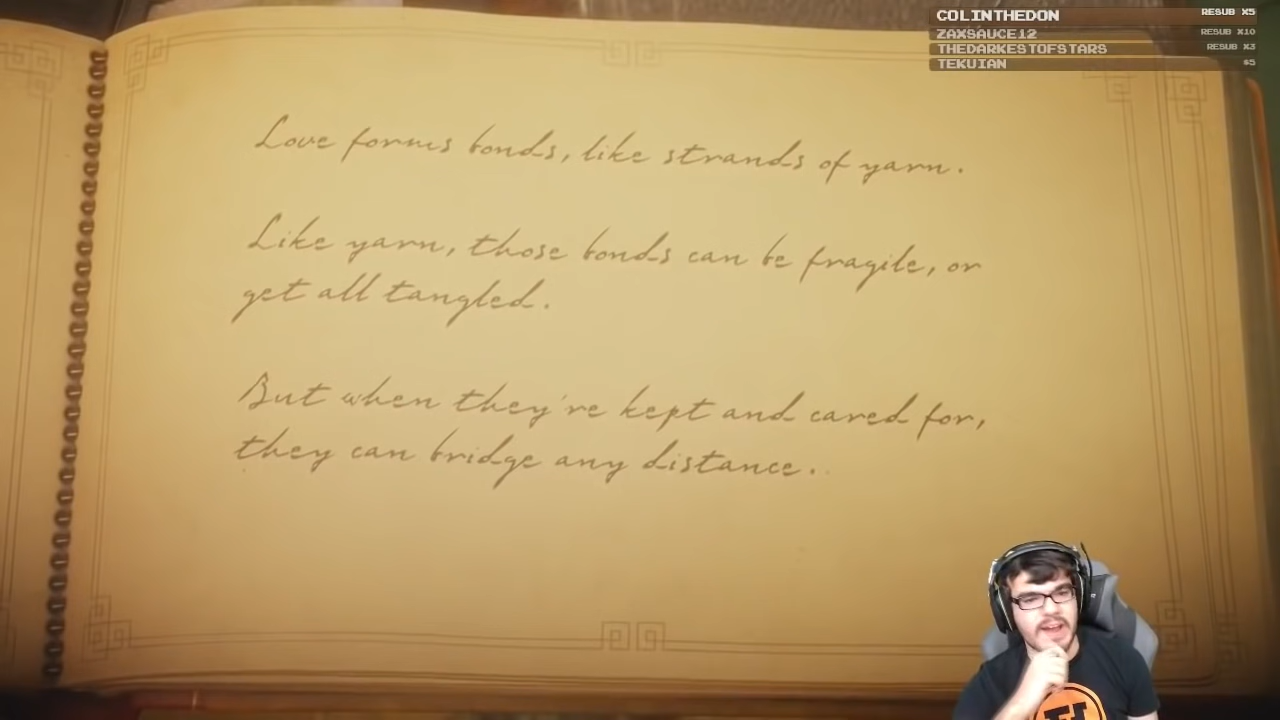 COLINTHEDON RESUB X5
ZAXSAUCE12 RESUB X10
THEDARKESTOFSTARS RESUB X3
TEKUIAN $5
Love forms bonds, like strands of yarn.
Like yarn, those bonds can be fragile, or
get all tangled.
But when they're kept and cared for,
they can bridge any distance.